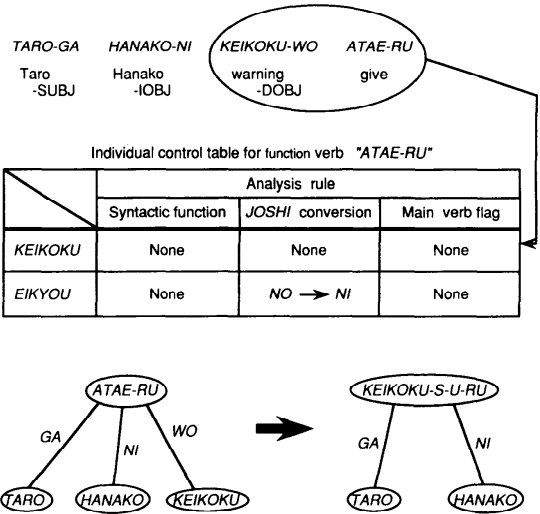 TARO-GA HANAKO-NI KEIKOKU-WO ATAE-RU
Taro Hanako warning give
-SUBJ -IOBJ -DOBJ
Individual control table for function verb "ATAE-RU"
Analysis rule
Syntactic function JOSHI conversion Main verb flag
KEIKOKU None None None
EIKYOU None NO → NI None
ATAE-RU KEIKOKU-S-U-RU
GA NI WO GA NI
TARO HANAKO KEIKOKU TARO HANAKO